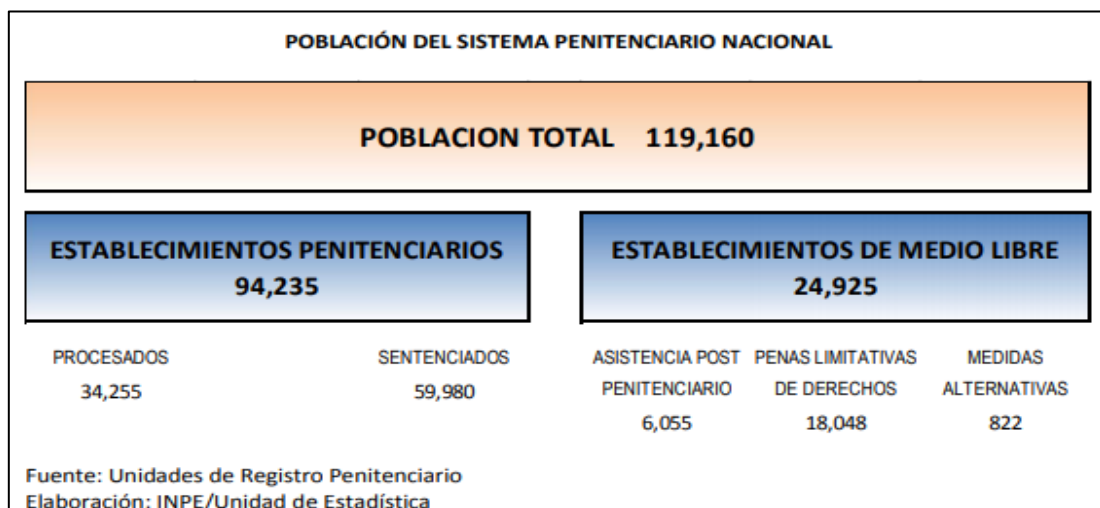 POBLACIÓN DEL SISTEMA PENITENCIARIO NACIONAL
POBLACION TOTAL 119,160
ESTABLECIMIENTOS PENITENCIARIOS
94,235
ESTABLECIMIENTOS DE MEDIO LIBRE
24,925
PROCESADOS
34,255
SENTENCIADOS
59,980
ASISTENCIA POST
PENITENCIARIO
6,055
PENAS LIMITATIVAS
DE DERECHOS
18,048
MEDIDAS
ALTERNATIVAS
822
Fuente: Unidades de Registro Penitenciario
Elaboración: INPE/Unidad de Estadística